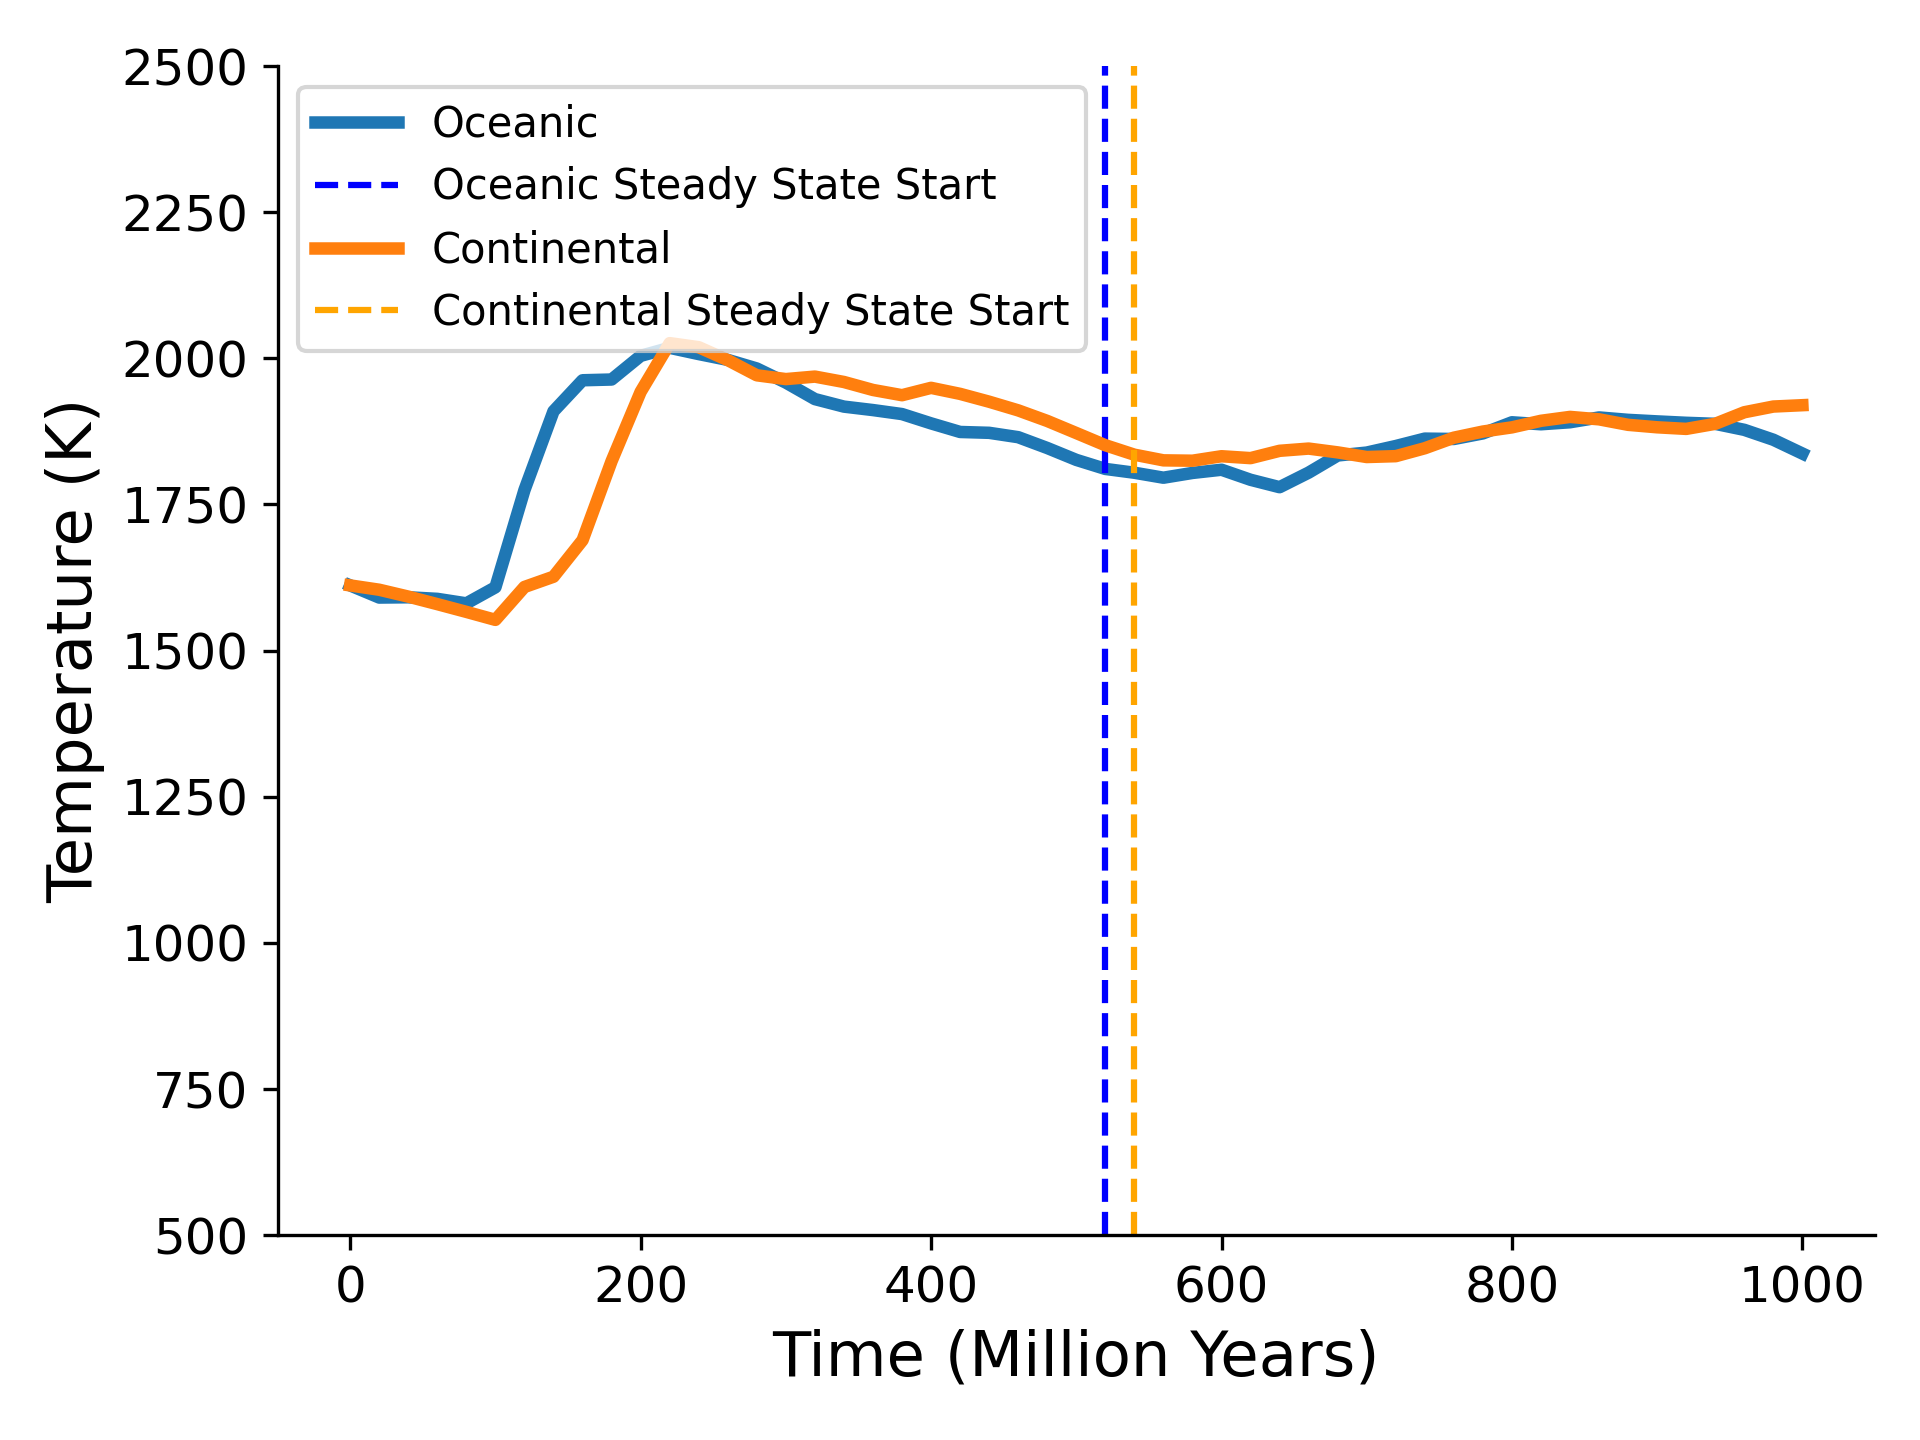 2500
2250
2000
1750
1500
1250
1000
750
500
Temperature (K)
Oceanic
Oceanic Steady State Start
Continental
Continental Steady State Start
0 200 400 600 800 1000
Time (Million Years)